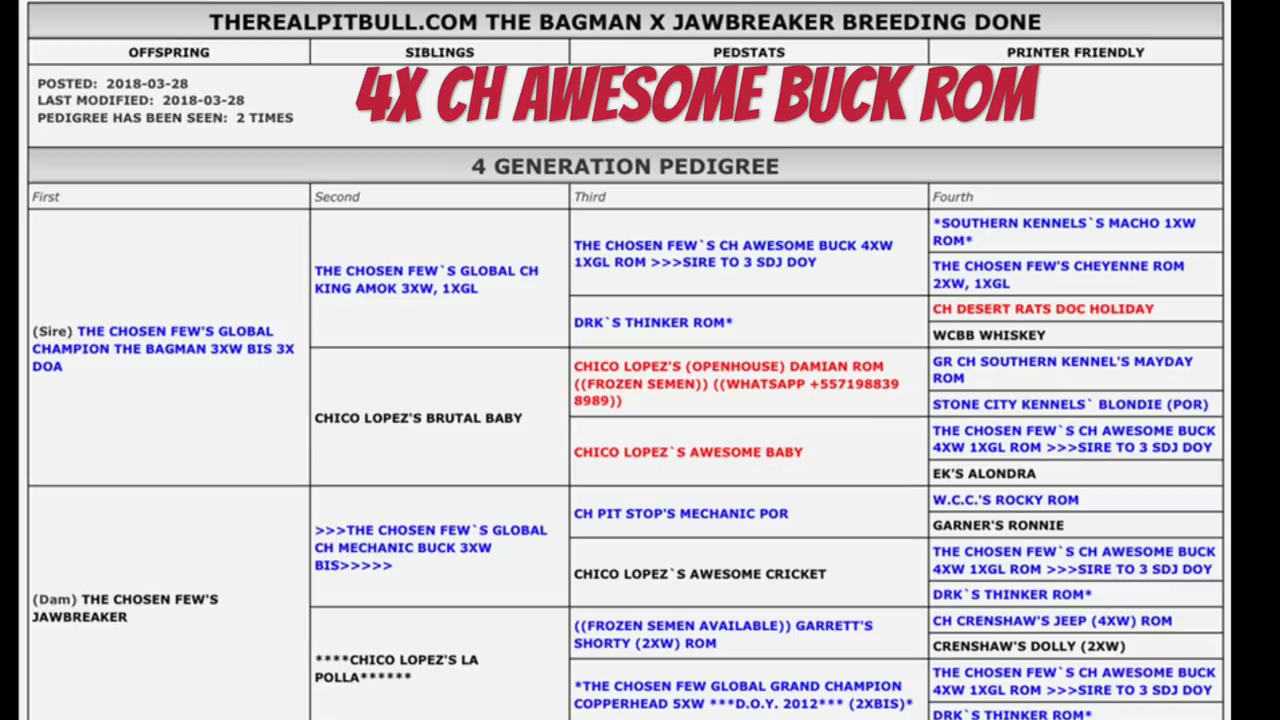 THEREALPITBULL.COM THE BAGMAN X JAWBREAKER BREEDING DONE
OFFSPRING
SIBLINGS
PEDSTATS
PRINTER FRIENDLY
POSTED: 2018-03-28
LAST MODIFIED: 2018-03-28
PEDIGREE HAS BEEN SEEN: 2 TIMES
4X CH AWESOME BUCK ROM
4 GENERATION PEDIGREE
First
Second
Third
Fourth
(Sire) THE CHOSEN FEW'S GLOBAL
CHAMPION THE BAGMAN 3XW BIS 3X
DOA
THE CHOSEN FEW`S GLOBAL CH
KING AMOK 3XW, 1XGL
THE CHOSEN FEW`S CH AWESOME BUCK 4XW
1XGL ROM >>>SIRE TO 3 SDJ DOY
*SOUTHERN KENNELS`S MACHO 1XW
ROM*
THE CHOSEN FEW'S CHEYENNE ROM
2XW, 1XGL
DRK`S THINKER ROM*
CH DESERT RATS DOC HOLIDAY
WCBB WHISKEY
CHICO LOPEZ'S BRUTAL BABY
CHICO LOPEZ'S (OPENHOUSE) DAMIAN ROM
((FROZEN SEMEN)) ((WHATSAPP +557198839
8989))
GR CH SOUTHERN KENNEL'S MAYDAY
ROM
STONE CITY KENNELS` BLONDIE (POR)
CHICO LOPEZ`S AWESOME BABY
THE CHOSEN FEW`S CH AWESOME BUCK
4XW 1XGL ROM >>>SIRE TO 3 SDJ DOY
EK'S ALONDRA
(Dam) THE CHOSEN FEW'S
JAWBREAKER
>>>THE CHOSEN FEW`S GLOBAL
CH MECHANIC BUCK 3XW
BIS>>>>>
CH PIT STOP'S MECHANIC POR
W.C.C.'S ROCKY ROM
GARNER'S RONNIE
CHICO LOPEZ`S AWESOME CRICKET
THE CHOSEN FEW`S CH AWESOME BUCK
4XW 1XGL ROM >>>SIRE TO 3 SDJ DOY
DRK`S THINKER ROM*
****CHICO LOPEZ'S LA
POLLA******
((FROZEN SEMEN AVAILABLE)) GARRETT'S
SHORTY (2XW) ROM
CH CRENSHAW'S JEEP (4XW) ROM
CRENSHAW'S DOLLY (2XW)
*THE CHOSEN FEW GLOBAL GRAND CHAMPION
COPPERHEAD 5XW ***D.O.Y. 2012*** (2XBIS)*
THE CHOSEN FEW`S CH AWESOME BUCK
4XW 1XGL ROM >>>SIRE TO 3 SDJ DOY
DRK`S THINKER ROM*